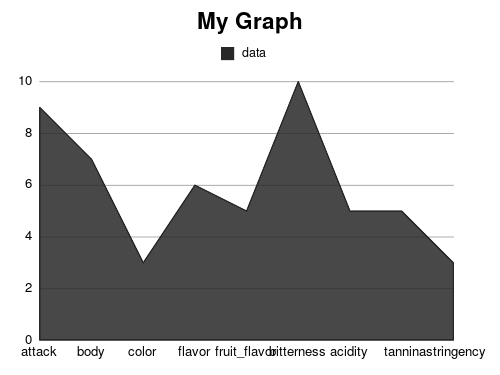 My Graph
data
10
8
6
4
2
0
attack body color flavor fruit_flavor bitterness acidity tannin astringency